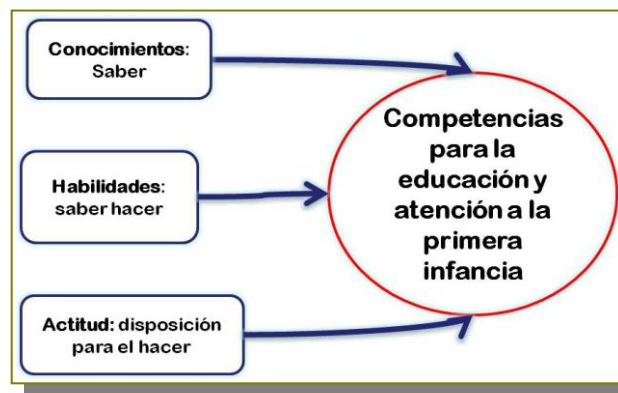 Conocimientos:
Saber
Habilidades:
saber hacer
Actitud: disposición
para el hacer
Competencias
para la
educación y
atención a la
primera
infancia